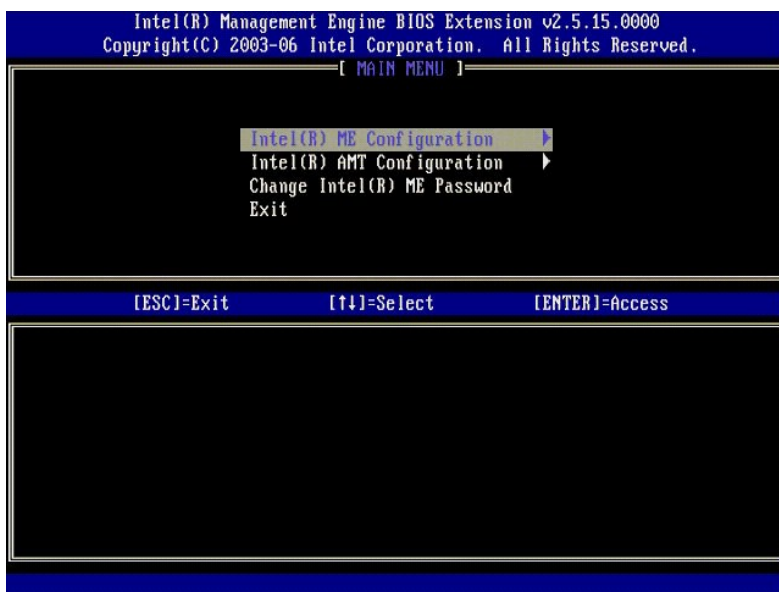 Intel(R) Management Engine BIOS Extension v2.5.15.0000
Copyright(C) 2003-06 Intel Corporation. All Rights Reserved.
[ MAIN MENU ]
Intel(R) ME Configuration ►
Intel(R) AMT Configuration ►
Change Intel(R) ME Password
Exit
[ESC]=Exit [↑↓]=Select [ENTER]=Access